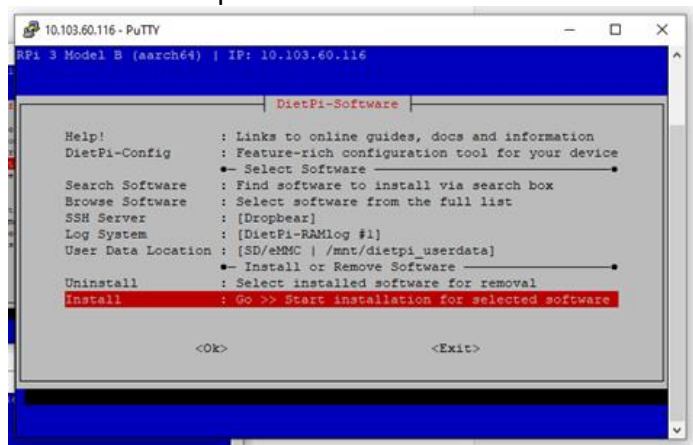 10.103.60.116 - PuTTY
RPi 3 Model B (aarch64) | IP: 10.103.60.116
DietPi-Software
Help! : Links to online guides, docs and information
DietPi-Config : Feature-rich configuration tool for your device
Select Software
Search Software : Find software to install via search box
Browse Software : Select software from the full list
SSH Server : [Dropbear]
Log System : [DietPi-RAMlog #1]
User Data Location : [SD/eMMC | /mnt/dietpi_userdata]
Install or Remove Software
Uninstall : Select installed software for removal
Install : Go >> Start installation for selected software
<Ok> <Exit>